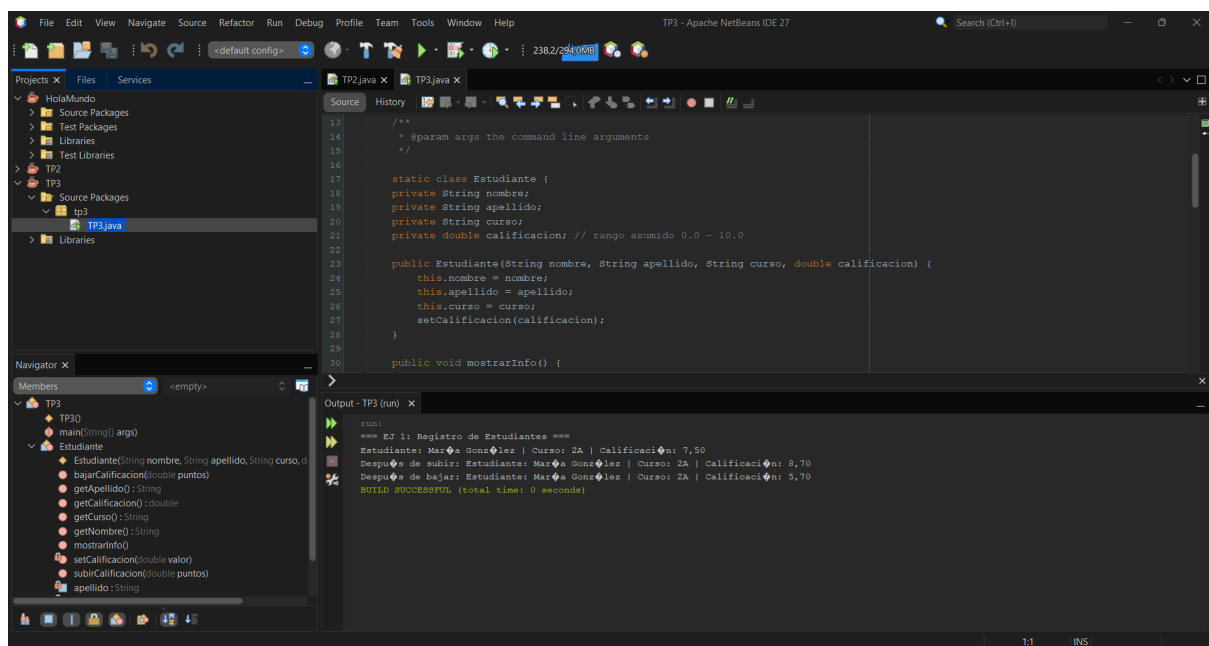 File Edit View Navigate Source Refactor Run Debug Profile Team Tools Window Help TP3 - Apache NetBeans IDE 27 Search (Ctrl+I)
<default config> 238,2/294,0MB
Projects Files Services
HolaMundo
Source Packages
Test Packages
Libraries
Test Libraries
TP2
TP3
Source Packages
tp3
TP3.java
Libraries
Navigator
Members <empty>
TP3
TP3()
main(String[] args)
Estudiante
Estudiante(String nombre, String apellido, String curso, d
bajarCalificacion(double puntos)
getApellido() : String
getCalificacion() : double
getCurso() : String
getNombre() : String
mostrarInfo()
setCalificacion(double valor)
subirCalificacion(double puntos)
apellido : String
TP2.java TP3.java
Source History
13 /**
14 * @param args the command line arguments
15 */
16
17 static class Estudiante {
18 private String nombre;
19 private String apellido;
20 private String curso;
21 private double calificacion; // rango asumido 0.0 - 10.0
22
23 public Estudiante(String nombre, String apellido, String curso, double calificacion) {
24 this.nombre = nombre;
25 this.apellido = apellido;
26 this.curso = curso;
27 setCalificacion(calificacion);
28 }
29
30 public void mostrarInfo() {
Output - TP3 (run)
run:
=== EJ 1: Registro de Estudiantes ===
Estudiante: Mar�a Gonz�lez | Curso: 2A | Calificaci�n: 7,50
Despu�s de subir: Estudiante: Mar�a Gonz�lez | Curso: 2A | Calificaci�n: 8,70
Despu�s de bajar: Estudiante: Mar�a Gonz�lez | Curso: 2A | Calificaci�n: 5,70
BUILD SUCCESSFUL (total time: 0 seconds)
1:1 INS